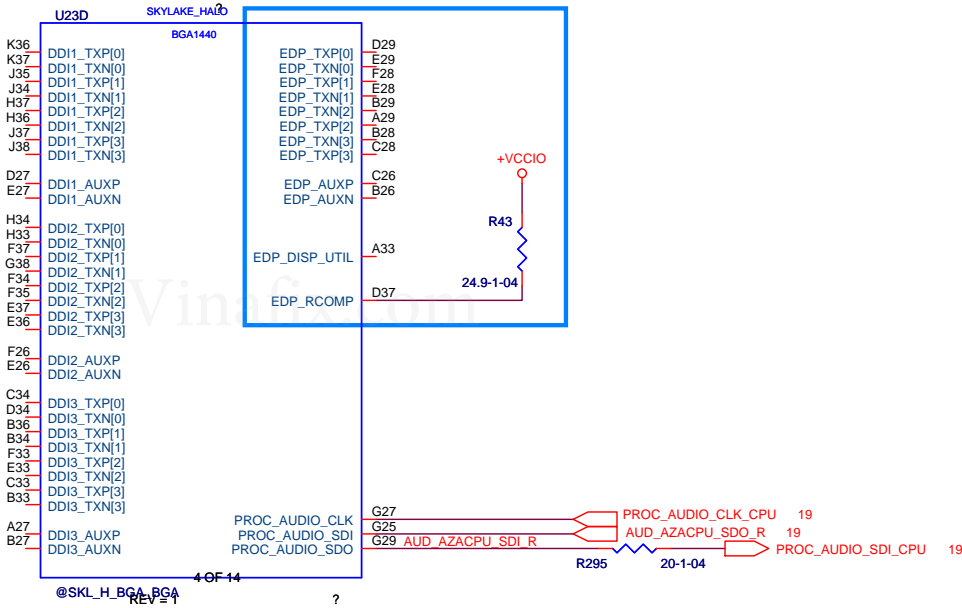 U23D
SKYLAKE_HALO
?
BGA1440
K36 DDI1_TXP[0] EDP_TXP[0] D29
K37 DDI1_TXN[0] EDP_TXN[0] E29
J35 DDI1_TXP[1] EDP_TXP[1] F28
J34 DDI1_TXN[1] EDP_TXN[1] E28
H37 DDI1_TXP[2] EDP_TXN[2] B29
H36 DDI1_TXN[2] EDP_TXP[2] A29
J37 DDI1_TXP[3] EDP_TXN[3] B28
J38 DDI1_TXN[3] EDP_TXP[3] C28
+VCCIO
D27 DDI1_AUXP EDP_AUXP C26
E27 DDI1_AUXN EDP_AUXN B26
H34 DDI2_TXP[0]
R43
H33 DDI2_TXN[0]
F37 DDI2_TXP[1] EDP_DISP_UTIL A33
G38 DDI2_TXN[1]
F34 DDI2_TXP[2]
24.9-1-04
F35 DDI2_TXN[2] EDP_RCOMP D37
E37 DDI2_TXP[3]
E36 DDI2_TXN[3]
Vinafix.com
F26 DDI2_AUXP
E26 DDI2_AUXN
C34 DDI3_TXP[0]
D34 DDI3_TXN[0]
B36 DDI3_TXP[1]
B34 DDI3_TXN[1]
F33 DDI3_TXP[2]
E33 DDI3_TXN[2]
C33 DDI3_TXP[3]
B33 DDI3_TXN[3]
PROC_AUDIO_CLK G27 PROC_AUDIO_CLK_CPU 19
A27 DDI3_AUXP PROC_AUDIO_SDI G25 AUD_AZACPU_SDO_R 19
B27 DDI3_AUXN PROC_AUDIO_SDO G29 AUD_AZACPU_SDI_R PROC_AUDIO_SDI_CPU 19
R295 20-1-04
4 OF 14
@SKL_H_BGA_BGA
REV = 1 ?